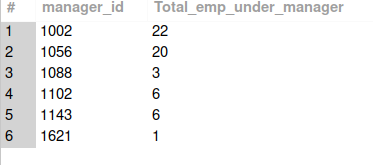 # manager_id Total_emp_under_manager
1 1002 22
2 1056 20
3 1088 3
4 1102 6
5 1143 6
6 1621 1